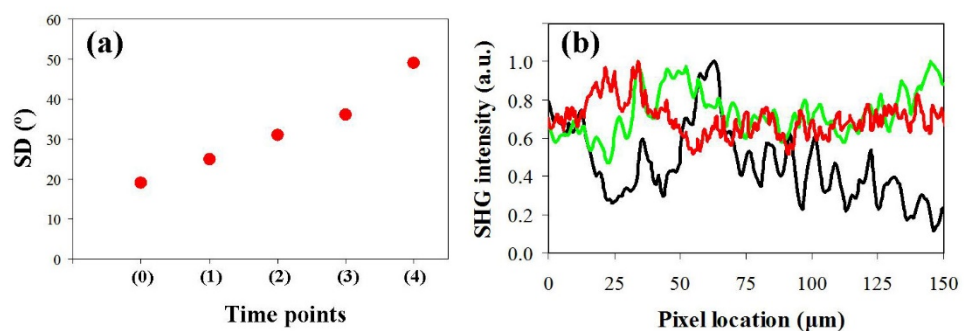 (a)
SD (º)
60
50
40
30
20
10
0
(0) (1) (2) (3) (4)
Time points
(b)
SHG intensity (a.u.)
1.0
0.8
0.6
0.4
0.2
0.0
0 25 50 75 100 125 150
Pixel location (μm)